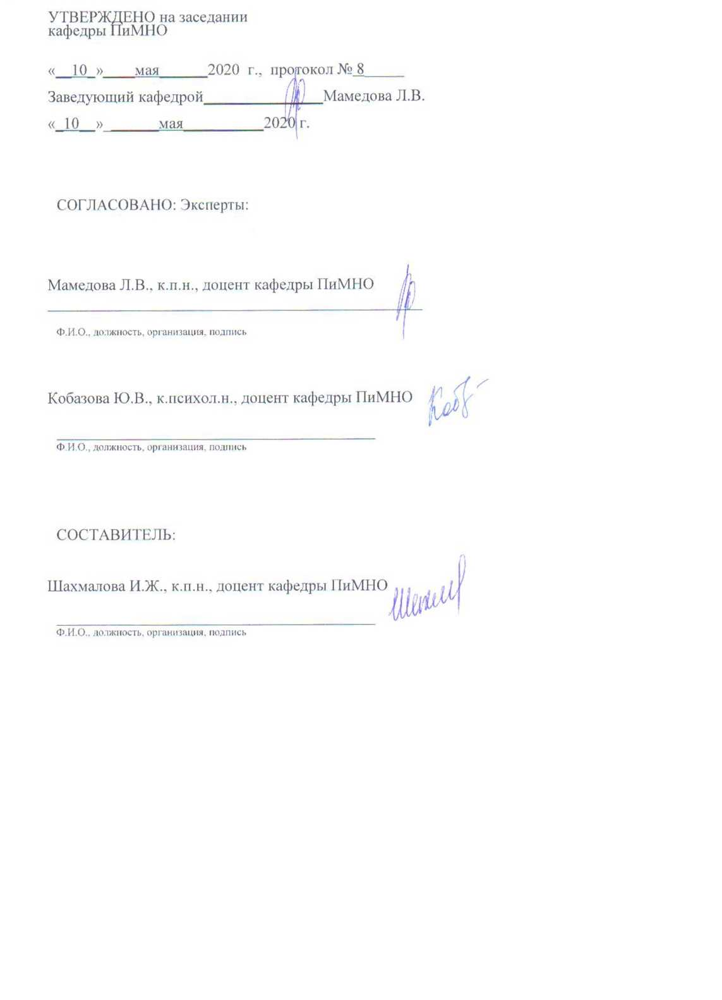 УТВЕРЖДЕНО на заседании
кафедры ПиМНО
«__10_»____мая______2020 г., протокол № 8_____
Заведующий кафедрой_______________Мамедова Л.В.
«_10__»_______мая__________2020 г.
СОГЛАСОВАНО: Эксперты:
Мамедова Л.В., к.п.н., доцент кафедры ПиМНО
Ф.И.О., должность, организация, подпись
Кобазова Ю.В., к.психол.н., доцент кафедры ПиМНО
Ф.И.О., должность, организация, подпись
СОСТАВИТЕЛЬ:
Шахмалова И.Ж., к.п.н., доцент кафедры ПиМНО
Ф.И.О., должность, организация, подпись